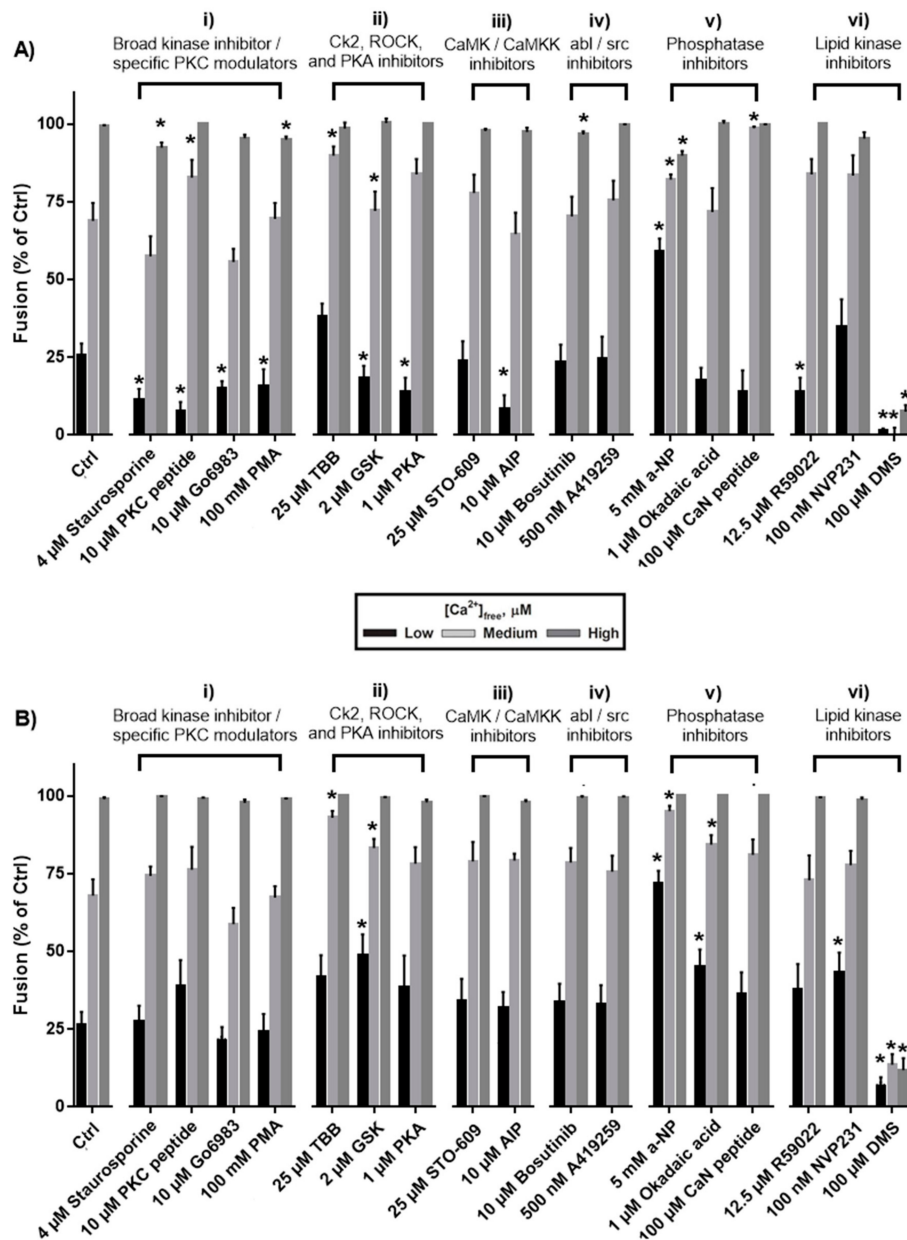 A)
i)
Broad kinase inhibitor /
specific PKC modulators
ii)
Ck2, ROCK,
and PKA inhibitors
iii)
CaMK / CaMKK
inhibitors
iv)
abl / src
inhibitors
v)
Phosphatase
inhibitors
vi)
Lipid kinase
inhibitors
Fusion (% of Ctrl)
100
75
50
25
0
* * * * * * * * * * * * * * * * * ** *
Ctrl
4 µM Staurosporine
10 µM PKC peptide
10 µM Go6983
100 mM PMA
25 µM TBB
2 µM GSK
1 µM PKA
25 µM STO-609
10 µM AIP
10 µM Bosutinib
500 nM A419259
5 mM a-NP
1 µM Okadaic acid
100 µM CaN peptide
12.5 µM R59022
100 nM NVP231
100 µM DMS
[Ca²⁺]free, µM
Low Medium High
B)
i)
Broad kinase inhibitor /
specific PKC modulators
ii)
Ck2, ROCK,
and PKA inhibitors
iii)
CaMK / CaMKK
inhibitors
iv)
abl / src
inhibitors
v)
Phosphatase
inhibitors
vi)
Lipid kinase
inhibitors
Fusion (% of Ctrl)
100
75
50
25
0
* * * * * * * * * * *
Ctrl
4 µM Staurosporine
10 µM PKC peptide
10 µM Go6983
100 mM PMA
25 µM TBB
2 µM GSK
1 µM PKA
25 µM STO-609
10 µM AIP
10 µM Bosutinib
500 nM A419259
5 mM a-NP
1 µM Okadaic acid
100 µM CaN peptide
12.5 µM R59022
100 nM NVP231
100 µM DMS